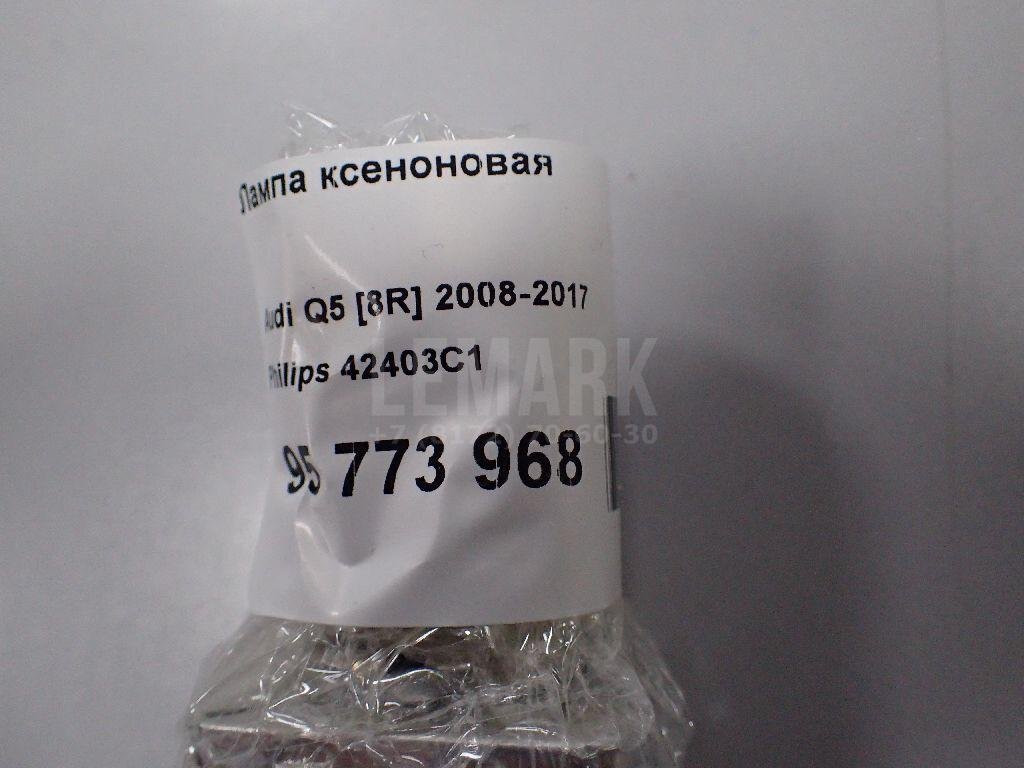 Лампа ксеноновая
Audi Q5 [8R] 2008-2017
Philips 42403C1
LEMARK
95 773 968